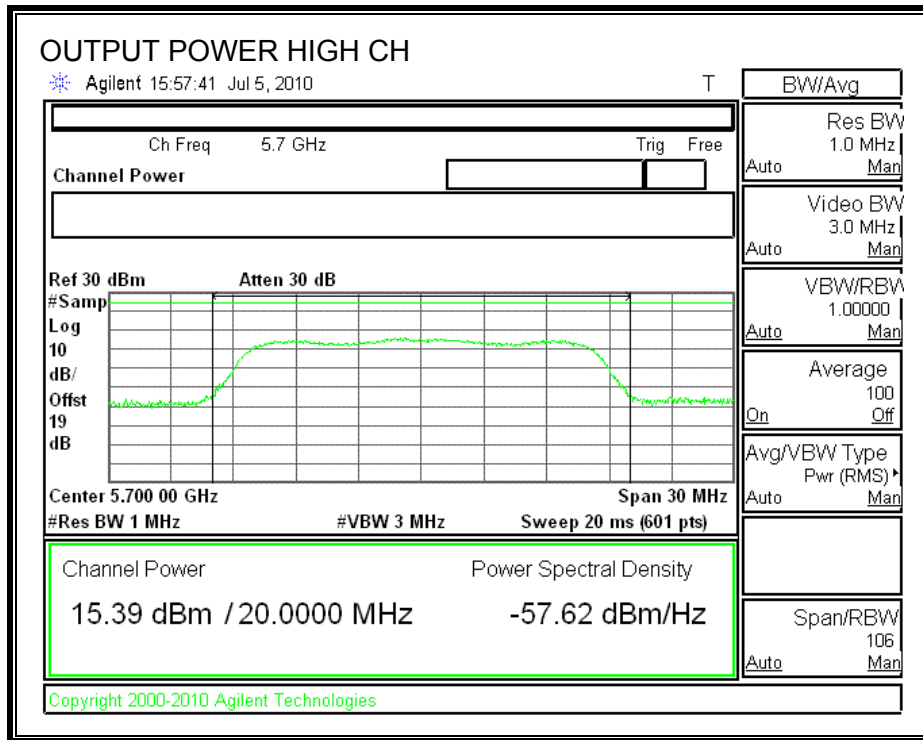 OUTPUT POWER HIGH CH
Agilent 15:57:41 Jul 5, 2010 T
Ch Freq 5.7 GHz Trig Free
Channel Power
Ref 30 dBm Atten 30 dB
#Samp
Log
10
dB/
Offst
19
dB
Center 5.700 00 GHz Span 30 MHz
#Res BW 1 MHz #VBW 3 MHz Sweep 20 ms (601 pts)
Channel Power Power Spectral Density
15.39 dBm / 20.0000 MHz -57.62 dBm/Hz
Copyright 2000-2010 Agilent Technologies
BW/Avg
Res BW
1.0 MHz
Auto Man
Video BW
3.0 MHz
Auto Man
VBW/RBW
1.00000
Auto Man
Average
100
On Off
Avg/VBW Type
Pwr (RMS)
Auto Man
Span/RBW
106
Auto Man